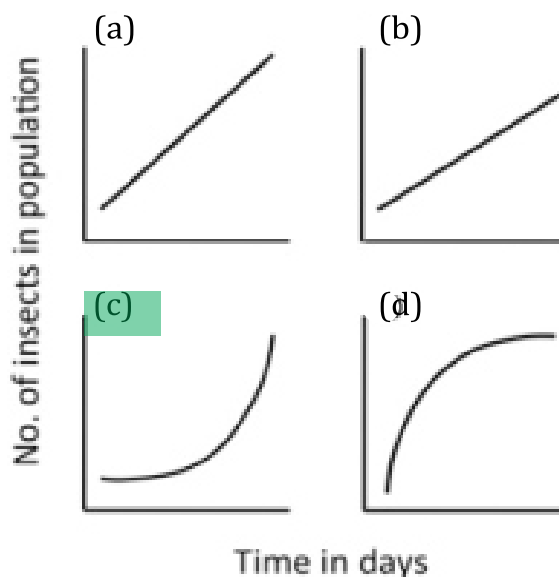 (a)
(b)
No. of insects in population
(c)
(d)
Time in days